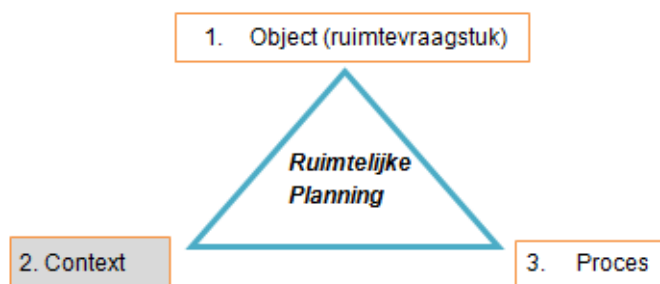 1. Object (ruimtevraagstuk)
Ruimtelijke
Planning
2. Context
3. Proces